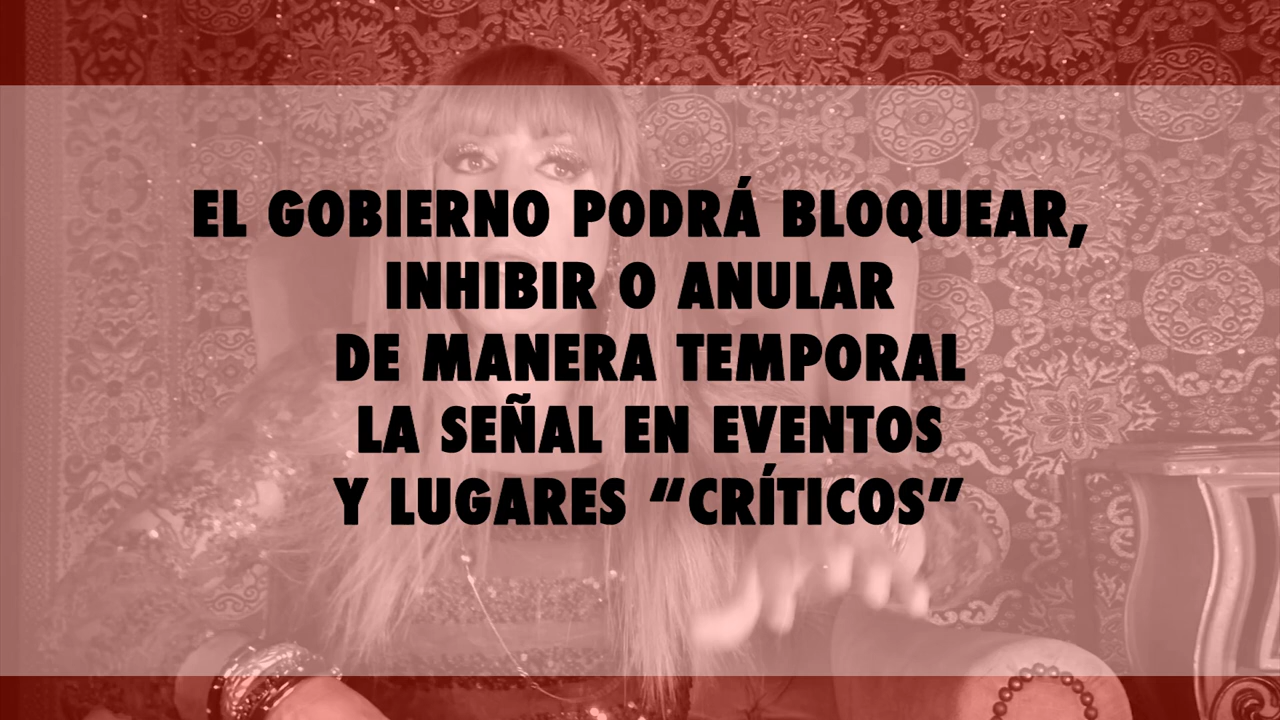 EL GOBIERNO PODRÁ BLOQUEAR,
INHIBIR O ANULAR
DE MANERA TEMPORAL
LA SEÑAL EN EVENTOS
Y LUGARES “CRÍTICOS”